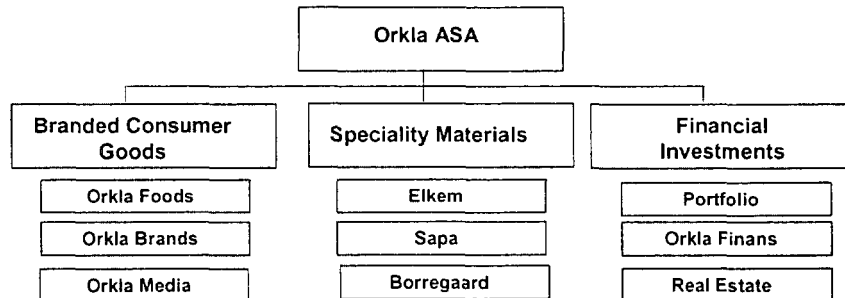 Orkla ASA
Branded Consumer
Goods
Speciality Materials
Financial
Investments
Orkla Foods
Elkem
Portfolio
Orkla Brands
Sapa
Orkla Finans
Orkla Media
Borregaard
Real Estate